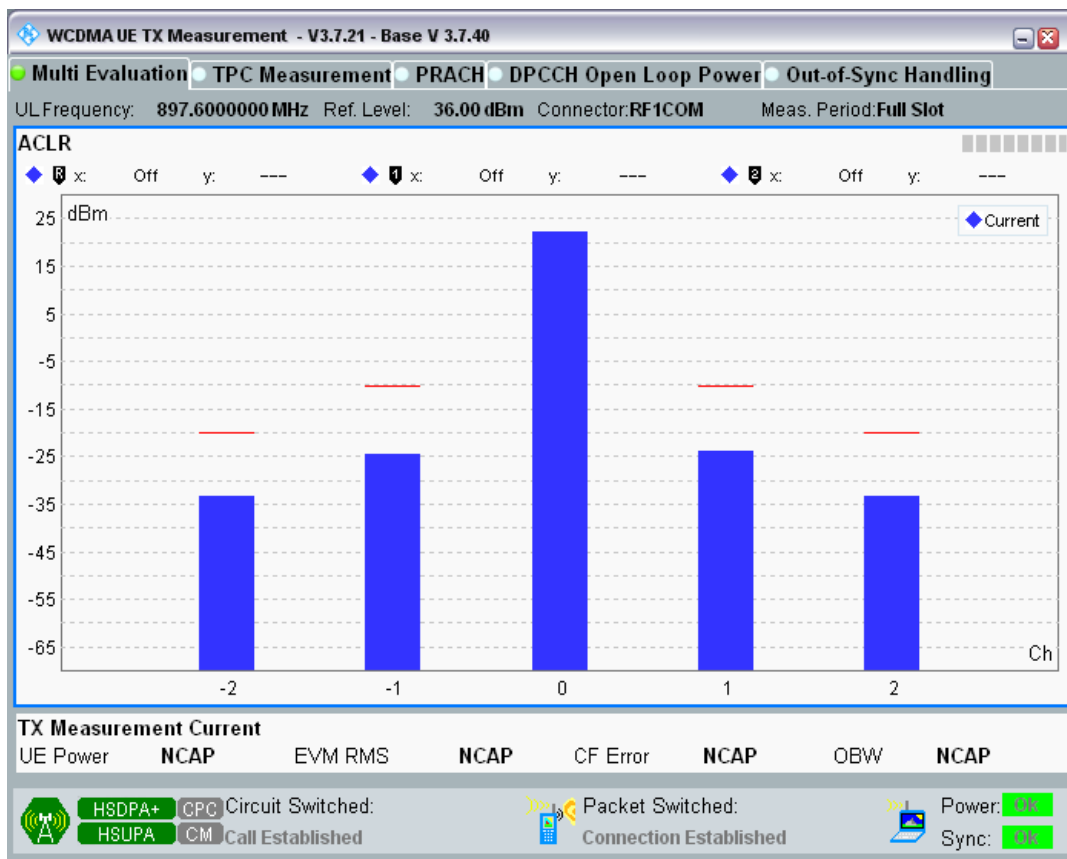 WCDMA UE TX Measurement - V3.7.21 - Base V 3.7.40
Multi Evaluation TPC Measurement PRACH DPCCH Open Loop Power Out-of-Sync Handling
UL Frequency: 897.6000000 MHz Ref. Level: 36.00 dBm Connector:RF1COM Meas. Period:Full Slot
ACLR
R x: Off y: --- 1 x: Off y: --- 2 x: Off y: ---
dBm
Current
25
15
5
-5
-15
-25
-35
-45
-55
-65
Ch
-2 -1 0 1 2
TX Measurement Current
UE Power NCAP EVM RMS NCAP CF Error NCAP OBW NCAP
HSDPA+ CPC Circuit Switched: Packet Switched: Power: OK
HSUPA CM Call Established Connection Established Sync: OK